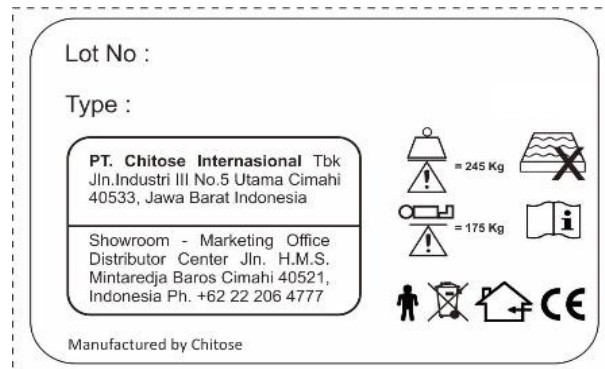 Lot No :
Type :
PT. Chitose Internasional Tbk
Jln.Industri III No.5 Utama Cimahi
40533, Jawa Barat Indonesia
Showroom - Marketing Office
Distributor Center Jln. H.M.S.
Mintaredja Baros Cimahi 40521,
Indonesia Ph. +62 22 206 4777
Manufactured by Chitose
= 245 Kg
= 175 Kg
i
CE